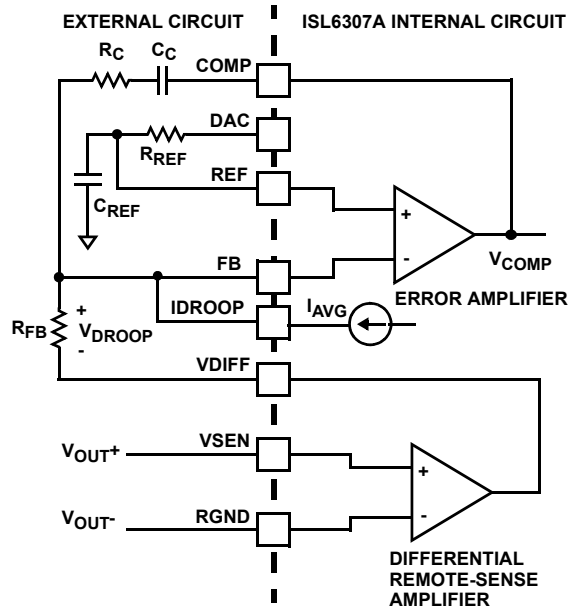 EXTERNAL CIRCUIT
ISL6307A INTERNAL CIRCUIT
RC
CC
COMP
DAC
RREF
REF
CREF
+
-
VCOMP
ERROR AMPLIFIER
FB
IDROOP
IAVG
RFB
+
VDROOP
-
VDIFF
VOUT+
VSEN
+
-
VOUT-
RGND
DIFFERENTIAL
REMOTE-SENSE
AMPLIFIER